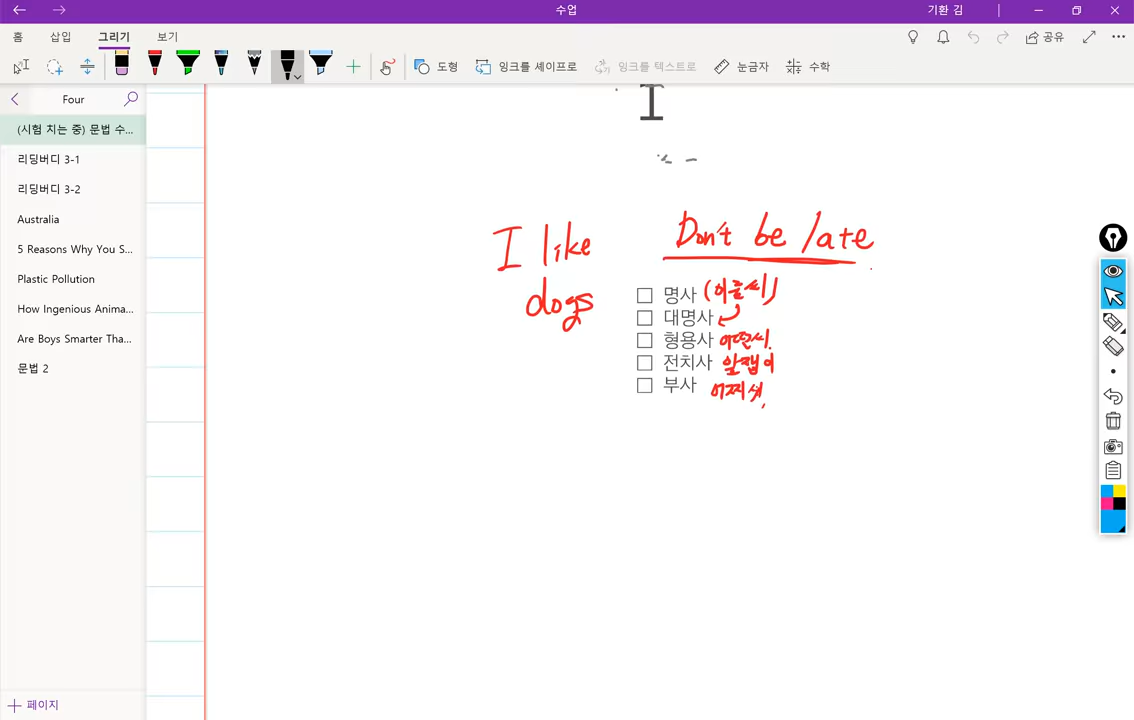 수업
기환 김
홈 삽입 그리기 보기
공유
도형 잉크를 셰이프로 잉크를 텍스트로 눈금자 수학
Four
(시험 치는 중) 문법 수...
리딩버디 3-1
리딩버디 3-2
Australia
5 Reasons Why You S...
Plastic Pollution
How Ingenious Anima...
Are Boys Smarter Tha...
문법 2
페이지
I
I like
dogs
Don't be late
명사 (이름씨)
대명사
형용사 어떤씨.
전치사 앞잽이
부사 어찌씨